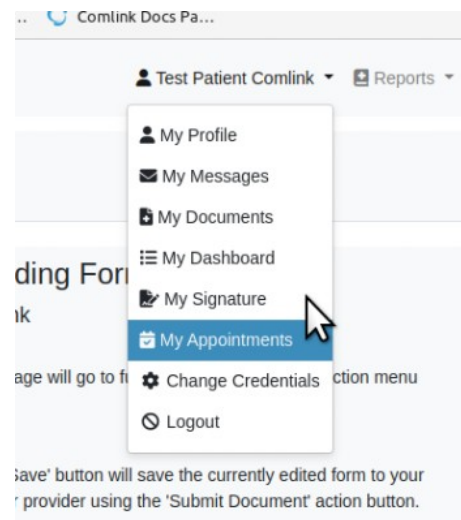 .. Comlink Docs Pa...
Test Patient Comlink Reports
My Profile
My Messages
My Documents
My Dashboard
ding For
My Signature
nk
My Appointments
age will go to f ction menu
Change Credentials
Logout
Save' button will save the currently edited form to your
r provider using the 'Submit Document' action button.